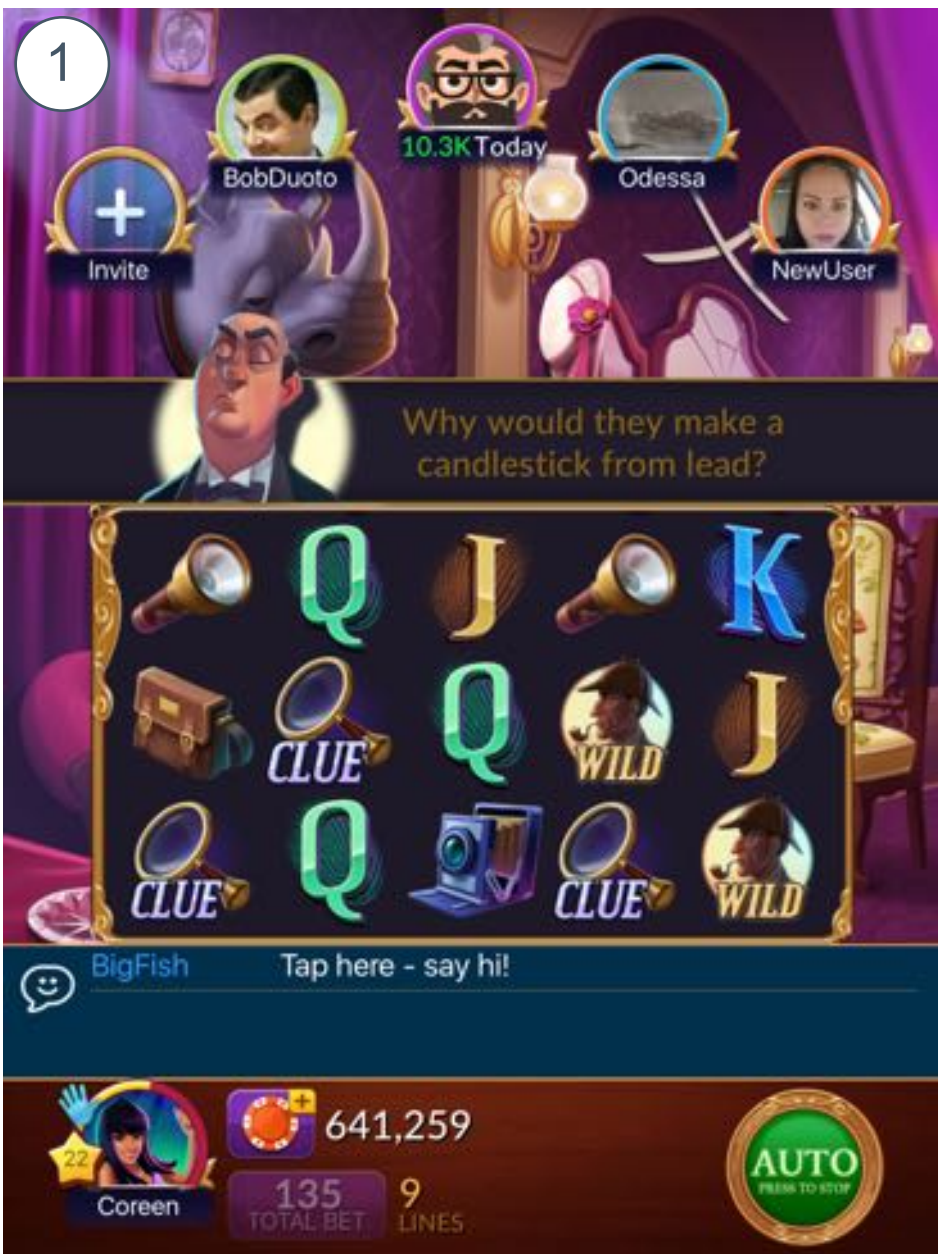 1
10.3K Today
BobDuoto
Odessa
Invite
NewUser
Why would they make a
candlestick from lead?
Q J K
CLUE Q WILD J
CLUE Q CLUE WILD
BigFish Tap here - say hi!
641,259
22
AUTO
PRESS TO STOP
135 9
Coreen
TOTAL BET LINES